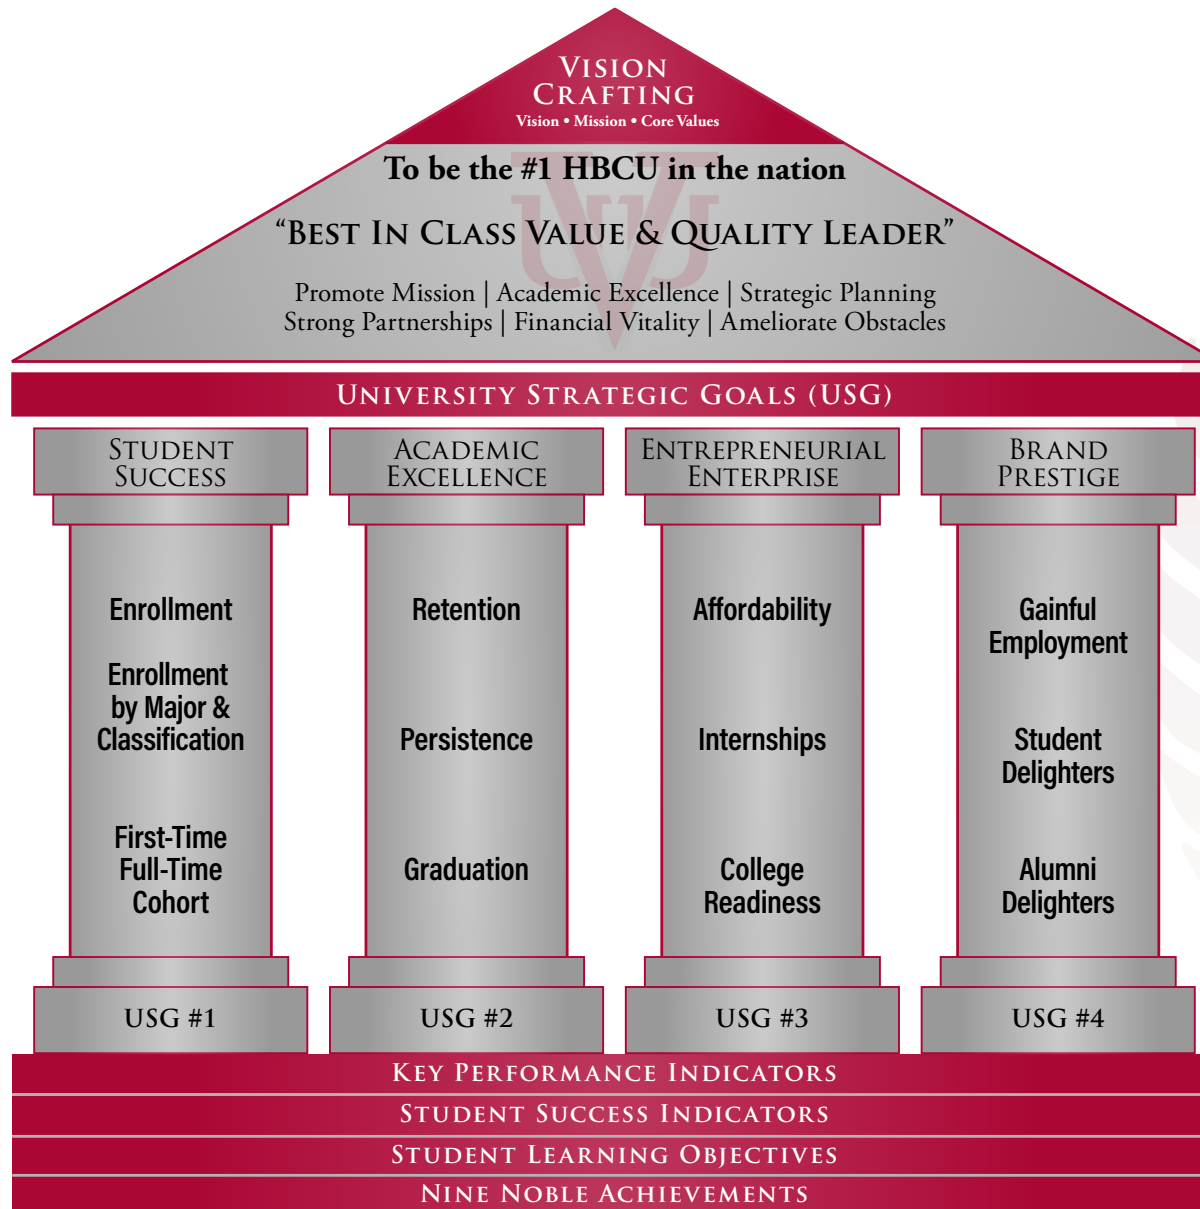 VISION
CRAFTING
Vision • Mission • Core Values
To be the #1 HBCU in the nation
“BEST IN CLASS VALUE & QUALITY LEADER”
Promote Mission | Academic Excellence | Strategic Planning
Strong Partnerships | Financial Vitality | Ameliorate Obstacles
VUU
UNIVERSITY STRATEGIC GOALS (USG)
STUDENT
SUCCESS
Enrollment
Enrollment
by Major &
Classification
First-Time
Full-Time
Cohort
USG #1
ACADEMIC
EXCELLENCE
Retention
Persistence
Graduation
USG #2
ENTREPRENEURIAL
ENTERPRISE
Affordability
Internships
College
Readiness
USG #3
BRAND
PRESTIGE
Gainful
Employment
Student
Delighters
Alumni
Delighters
USG #4
KEY PERFORMANCE INDICATORS
STUDENT SUCCESS INDICATORS
STUDENT LEARNING OBJECTIVES
NINE NOBLE ACHIEVEMENTS